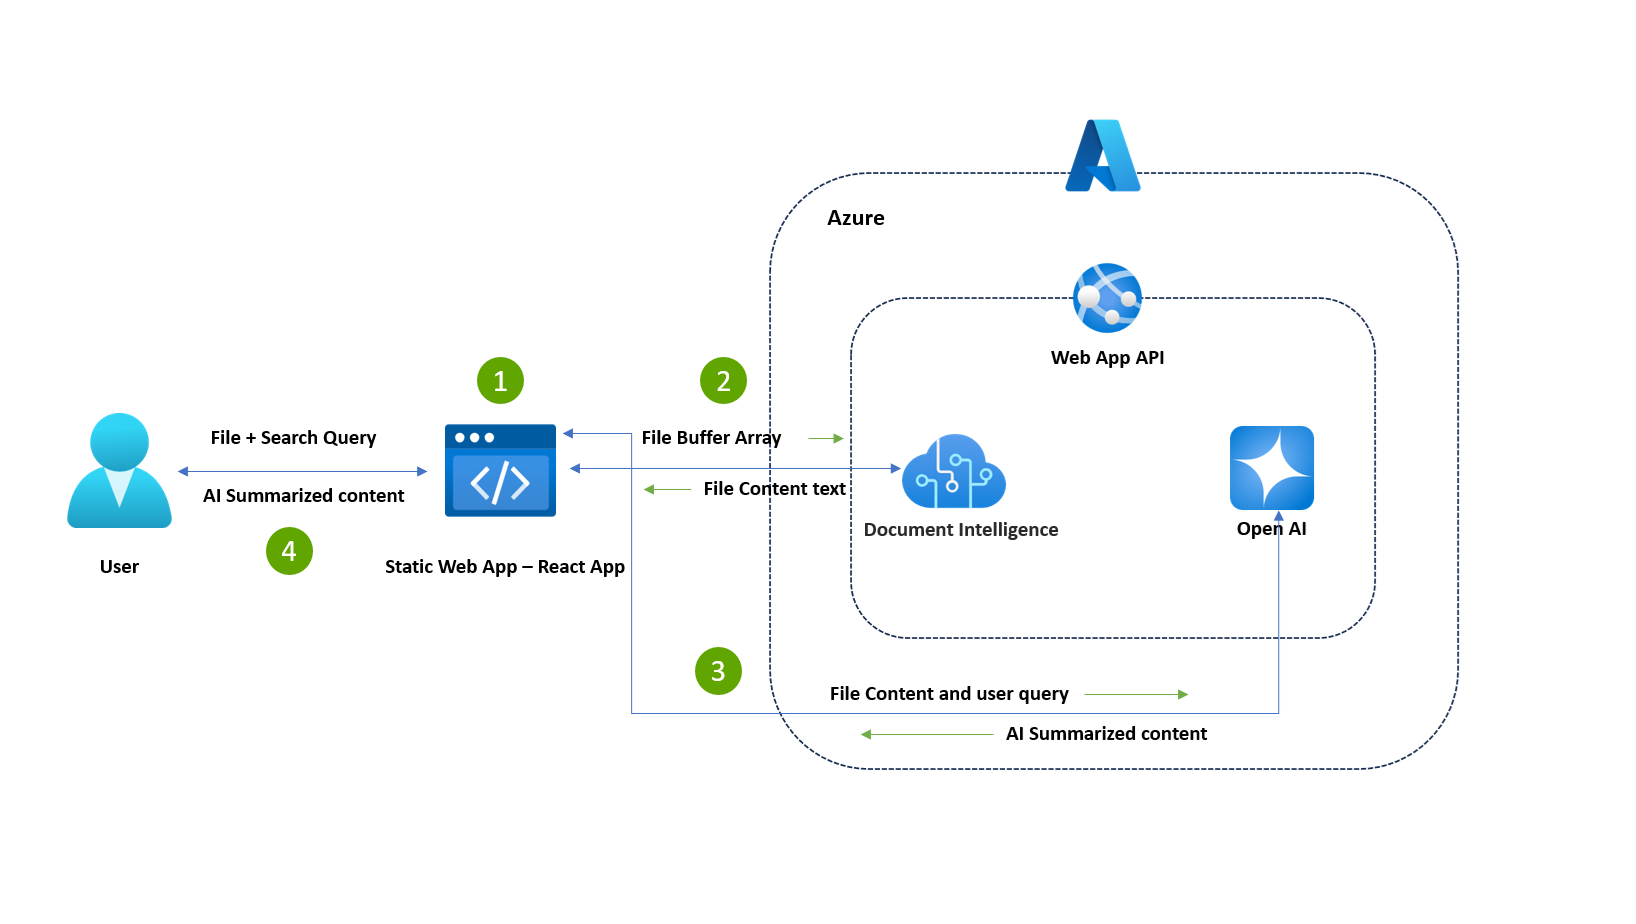 Azure
Web App API
1
2
File + Search Query
File Buffer Array
AI Summarized content
File Content text
Document Intelligence
Open AI
4
User
Static Web App – React App
3
File Content and user query
AI Summarized content